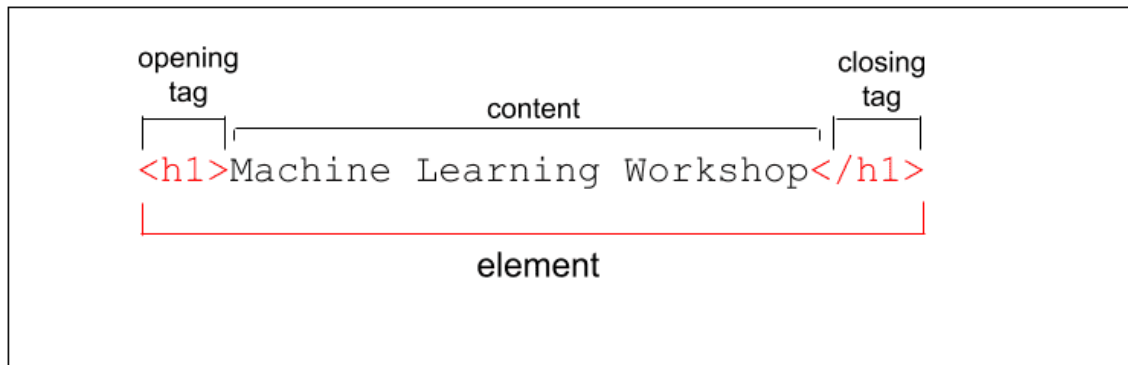 opening
tag
content
closing
tag
<h1>Machine Learning Workshop</h1>
element